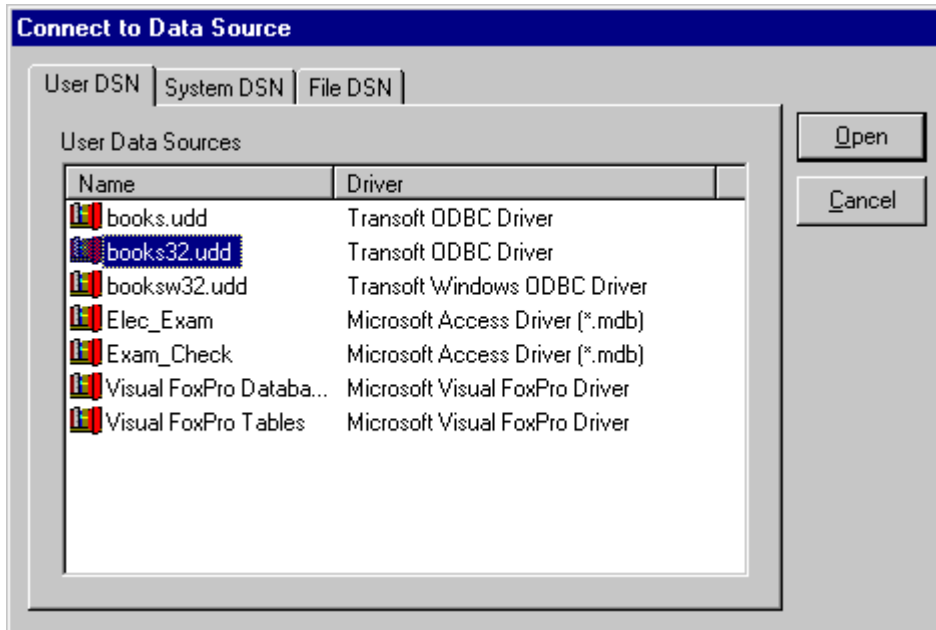 Connect to Data Source
User DSN System DSN File DSN
User Data Sources
Open
Name Driver
Cancel
books.udd Transoft ODBC Driver
books32.udd Transoft ODBC Driver
booksw32.udd Transoft Windows ODBC Driver
Elec_Exam Microsoft Access Driver (*.mdb)
Exam_Check Microsoft Access Driver (*.mdb)
Visual FoxPro Databa... Microsoft Visual FoxPro Driver
Visual FoxPro Tables Microsoft Visual FoxPro Driver